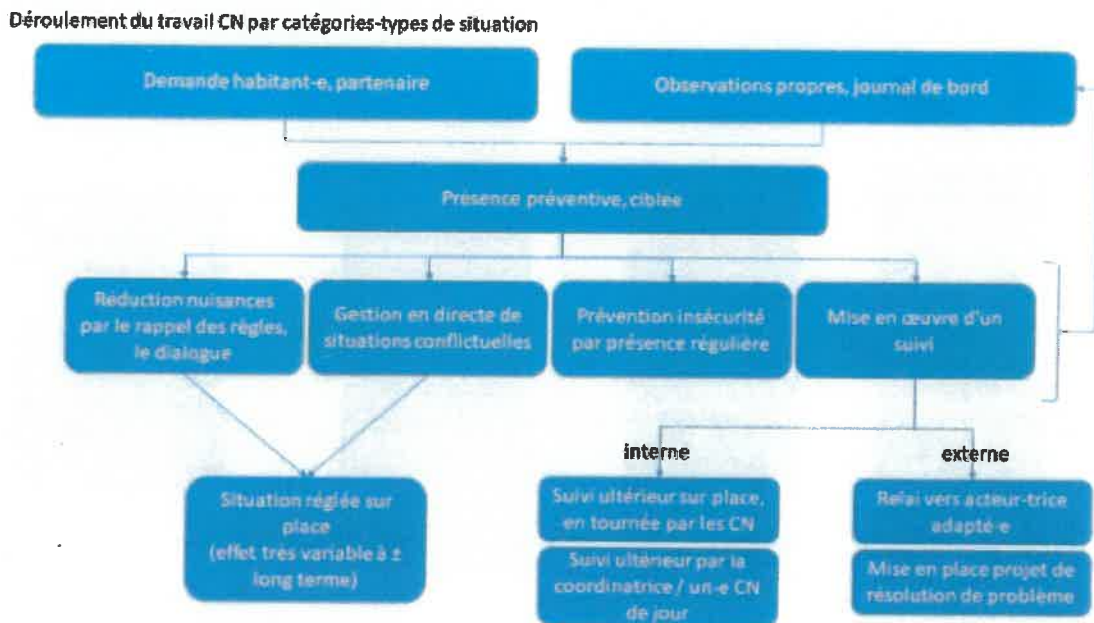 Déroulement du travail CN par catégories-types de situation
Demande habitant-e, partenaire
Observations propres, journal de bord
Présence préventive, ciblée
Réduction nuisances
par le rappel des règles,
le dialogue
Gestion en directe de
situations conflictuelles
Prévention insécurité
par présence régulière
Mise en œuvre d'un
suivi
interne
externe
Situation réglée sur
place
(effet très variable à ±
long terme)
Suivi ultérieur sur place,
en tournée par les CN
Suivi ultérieur par la
coordinatrice / un-e CN
de jour
Relai vers acteur-trice
adapté-e
Mise en place projet de
résolution de problème